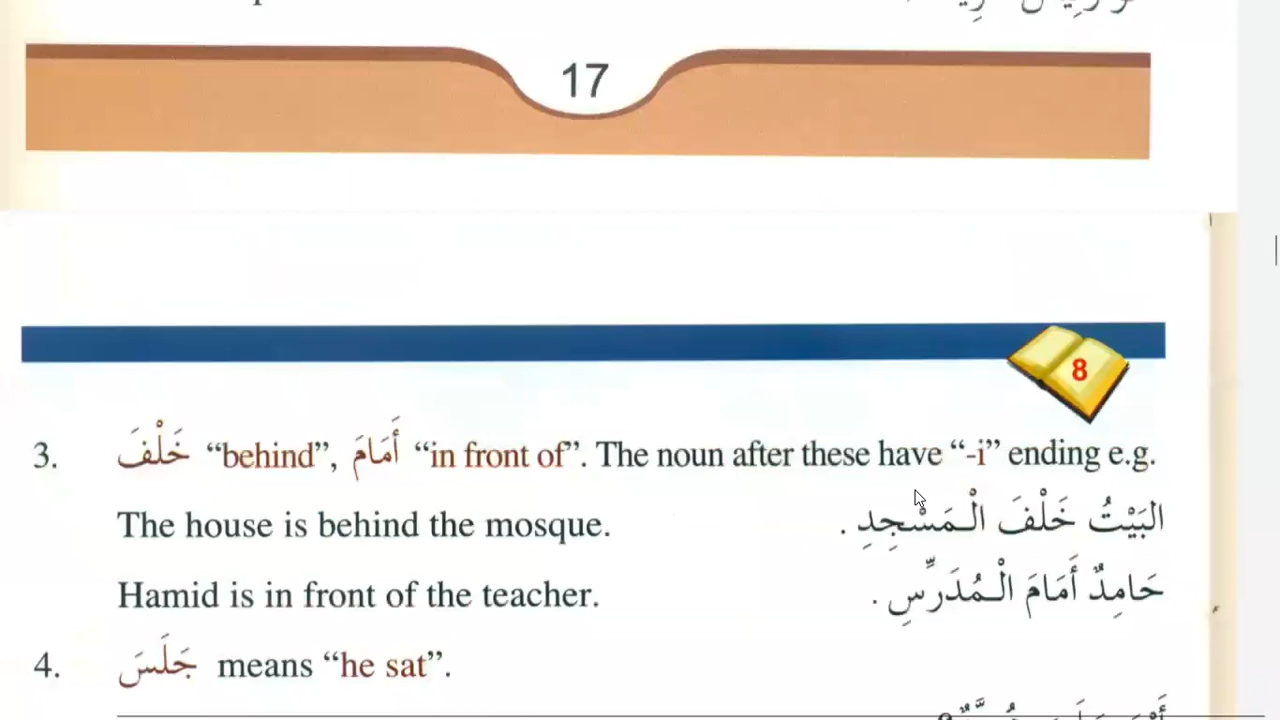 17
8
3. خَلْفَ “behind”, أَمَامَ “in front of”. The noun after these have “-i” ending e.g.
The house is behind the mosque. البَيْتُ خَلْفَ الْمَسْجِدِ .
Hamid is in front of the teacher. حَامِدٌ أَمَامَ الْمُدَرِّسِ .
4. جَلَسَ means “he sat”.